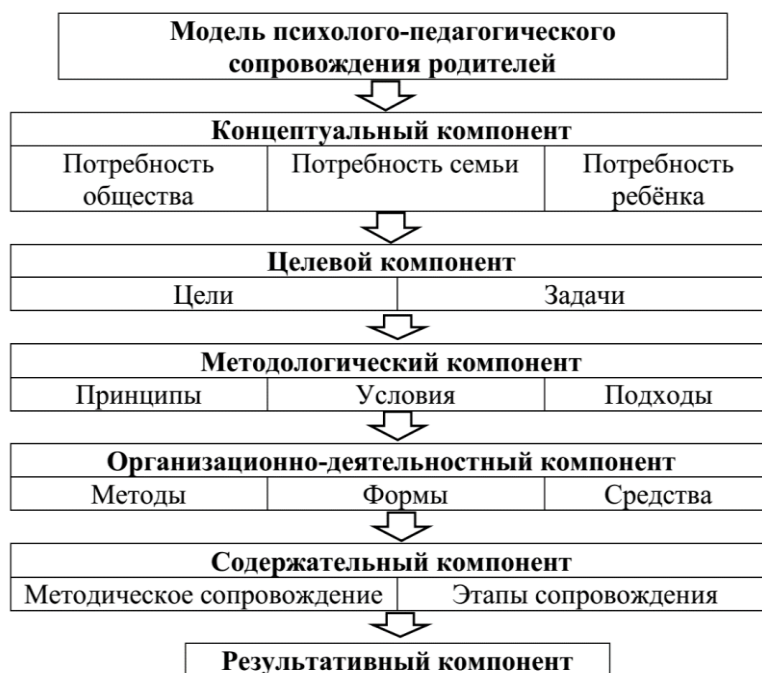 Модель психолого-педагогического
сопровождения родителей
Концептуальный компонент
Потребность
общества
Потребность семьи
Потребность
ребёнка
Целевой компонент
Цели
Задачи
Методологический компонент
Принципы
Условия
Подходы
Организационно-деятельностный компонент
Методы
Формы
Средства
Содержательный компонент
Методическое сопровождение
Этапы сопровождения
Результативный компонент